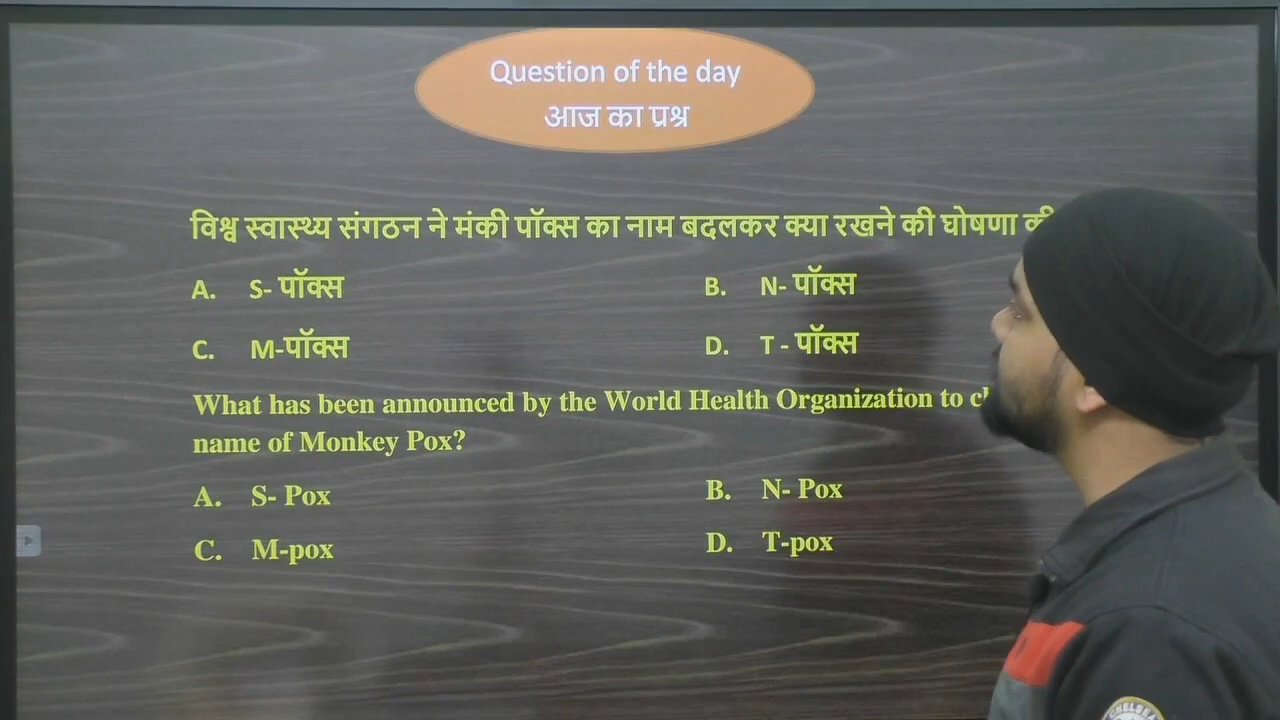 Question of the day
आज का प्रश्न
विश्व स्वास्थ्य संगठन ने मंकी पॉक्स का नाम बदलकर क्या रखने की घोषणा की
A. S- पॉक्स B. N- पॉक्स
C. M-पॉक्स D. T - पॉक्स
What has been announced by the World Health Organization to
name of Monkey Pox?
A. S- Pox B. N- Pox
C. M-pox D. T-pox
CHELSEA